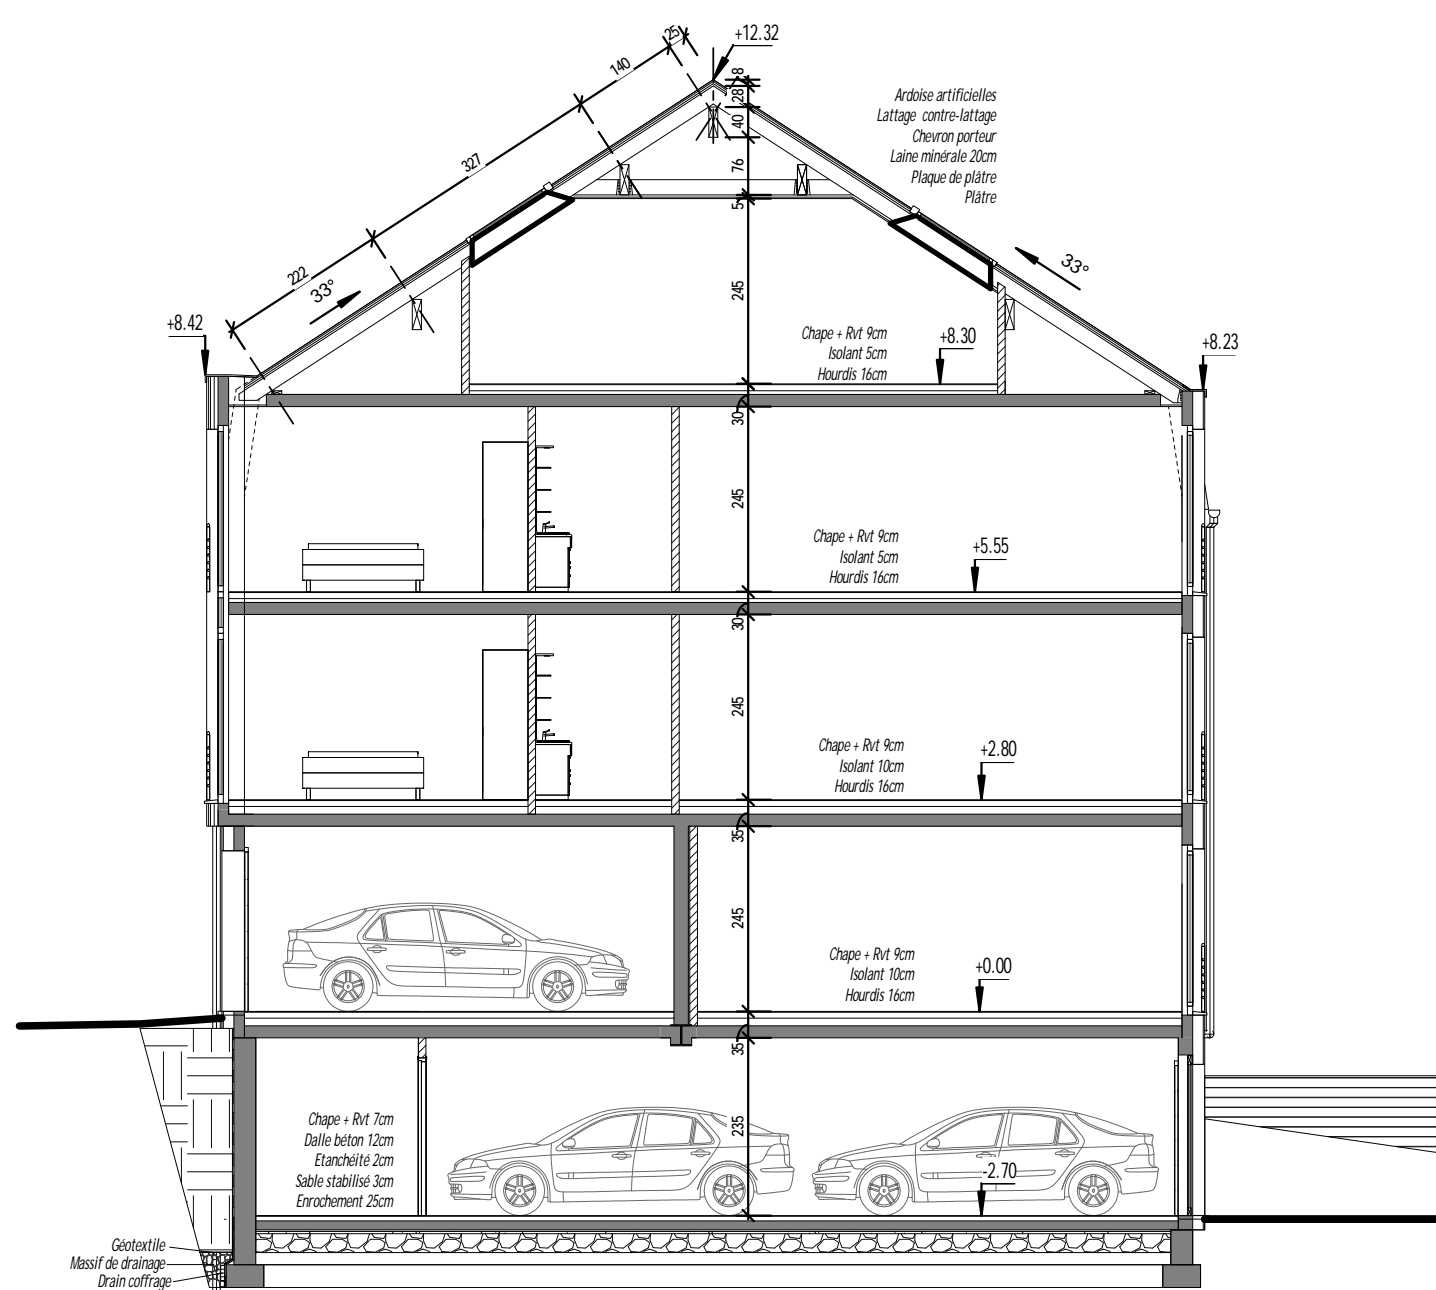 +12.32
25
140
8
28
40
Ardoise artificielles
Lattage contre-lattage
Chevron porteur
Laine minérale 20cm
Plaque de plâtre
Plâtre
327
76
5
222
33°
33°
245
+8.42
+8.23
Chape + Rvt 9cm
Isolant 5cm
Hourdis 16cm
+8.30
30
245
Chape + Rvt 9cm
Isolant 5cm
Hourdis 16cm
+5.55
30
245
Chape + Rvt 9cm
Isolant 10cm
Hourdis 16cm
+2.80
35
245
Chape + Rvt 9cm
Isolant 10cm
Hourdis 16cm
+0.00
35
235
Chape + Rvt 7cm
Dalle béton 12cm
Etanchéité 2cm
Sable stabilisé 3cm
Enrochement 25cm
-2.70
Géotextile
Massif de drainage
Drain coffrage